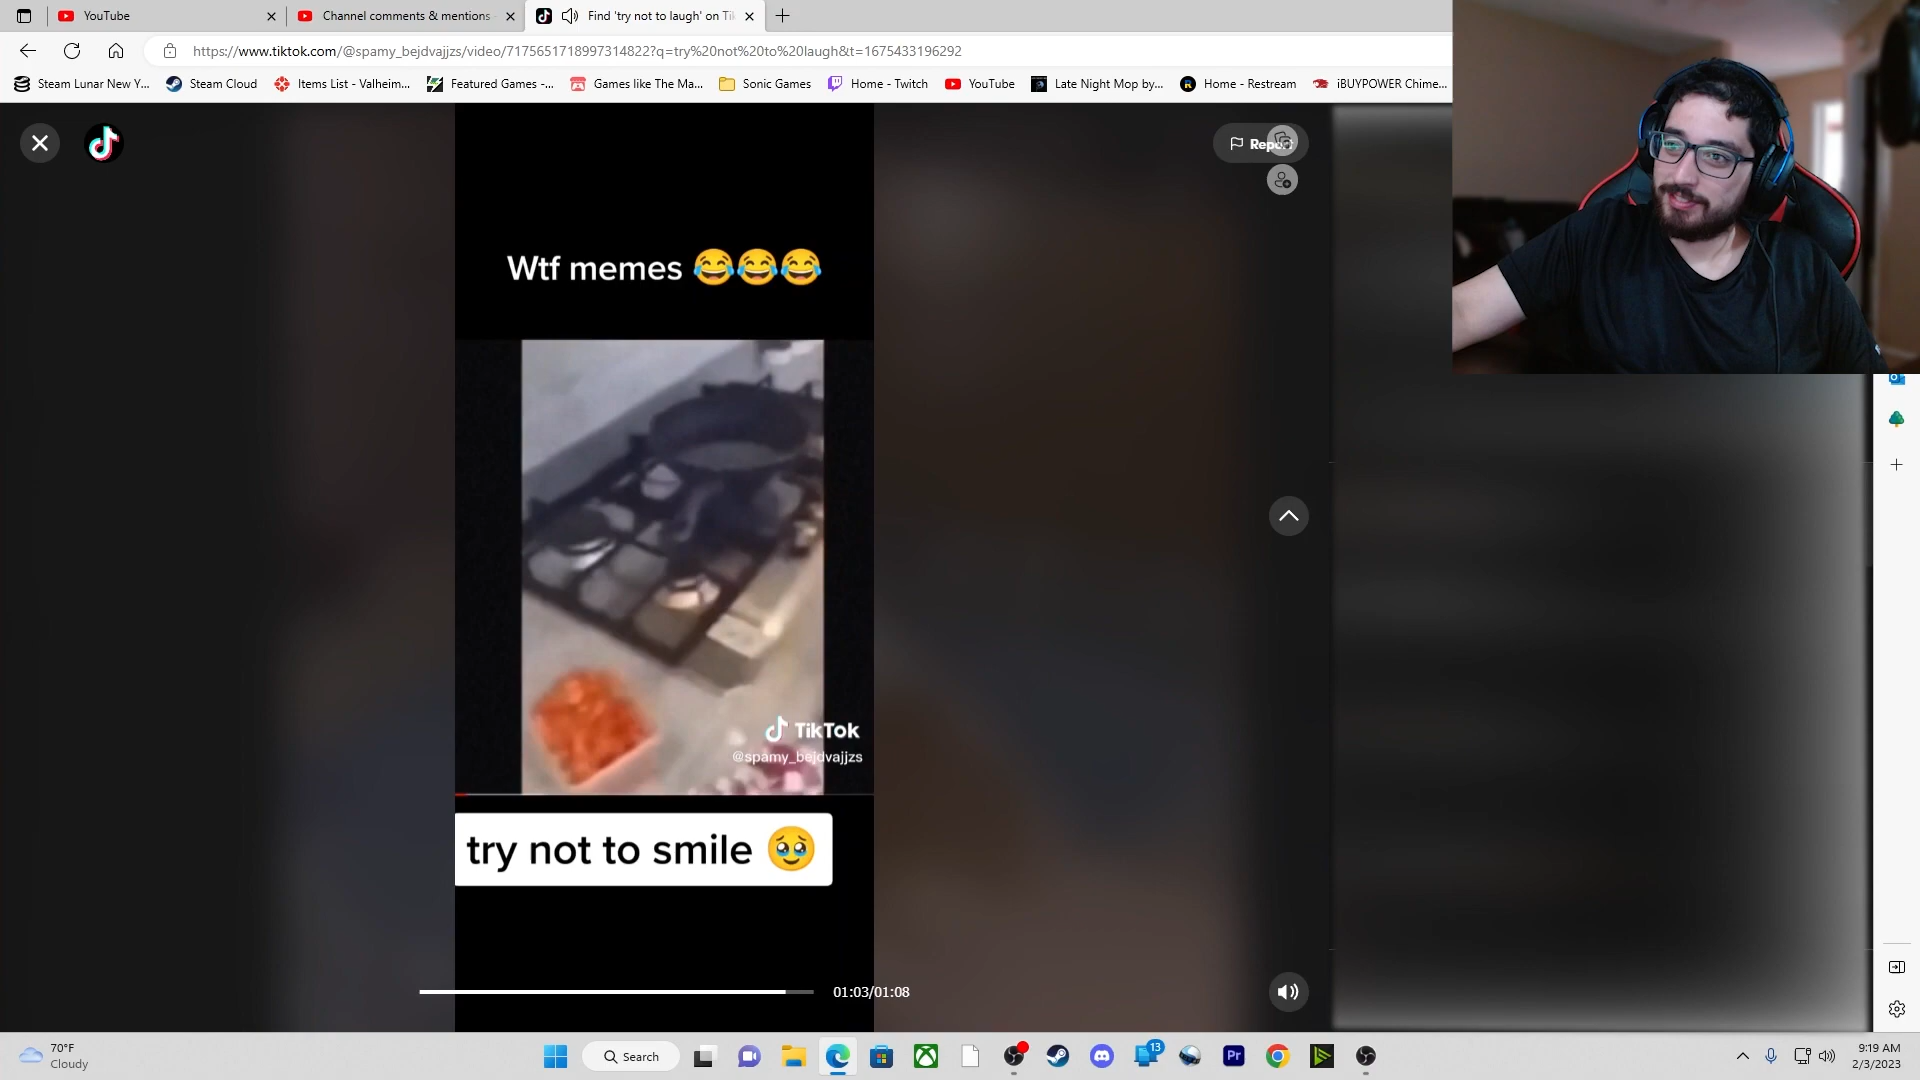 YouTube
Channel comments & mentions
Find 'try not to laugh' on Ti
https://www.tiktok.com/@spamy_bejdvajjzs/video/7175651718997314822?q=try%20not%20to%20laugh&t=1675433196292
Steam Lunar New Y...
Steam Cloud
Items List - Valheim...
Featured Games -...
Games like The Ma...
Sonic Games
Home - Twitch
YouTube
Late Night Mop by...
Home - Restream
iBUYPOWER Chime...
Report
Wtf memes 😂😂😂
TikTok
@spamy_bejdvajjzs
try not to smile 🥹
01:03/01:08
70°F
Cloudy
Search
13
Pr
9:19 AM
2/3/2023